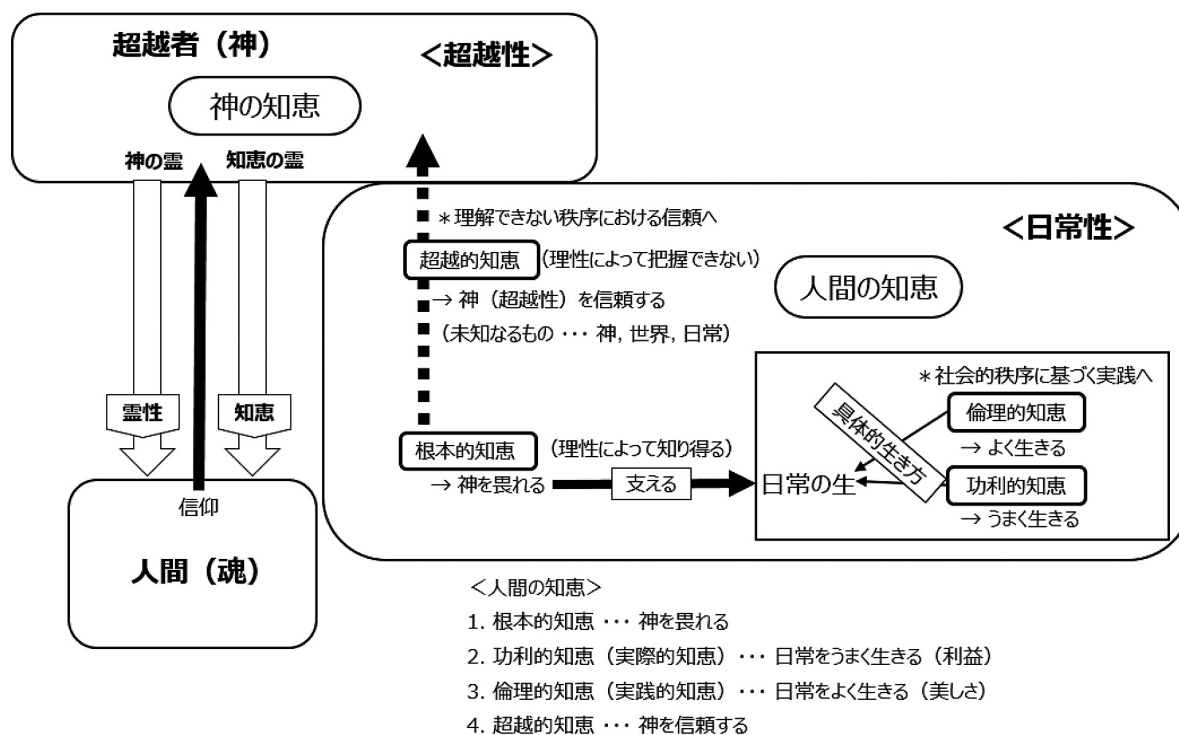 超越者（神）
＜超越性＞
神の知恵
神の霊
知恵の霊
霊性
知恵
信仰
人間（魂）
＜日常性＞
人間の知恵
＊理解できない秩序における信頼へ
超越的知恵（理性によって把握できない）
→ 神（超越性）を信頼する
（未知なるもの ･･･ 神, 世界, 日常）
根本的知恵（理性によって知り得る）
→ 神を畏れる
支える
日常の生
具体的生き方
＊社会的秩序に基づく実践へ
倫理的知恵
→ よく生きる
功利的知恵
→ うまく生きる
＜人間の知恵＞
1. 根本的知恵 ･･･ 神を畏れる
2. 功利的知恵（実際的知恵）･･･ 日常をうまく生きる（利益）
3. 倫理的知恵（実践的知恵）･･･ 日常をよく生きる（美しさ）
4. 超越的知恵 ･･･ 神を信頼する